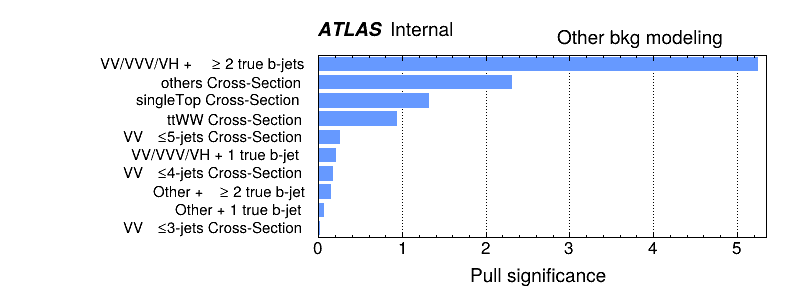 ATLAS Internal
Other bkg modeling
VV/VVV/VH + ≥ 2 true b-jets
others Cross-Section
singleTop Cross-Section
ttWW Cross-Section
VV ≤5-jets Cross-Section
VV/VVV/VH + 1 true b-jet
VV ≤4-jets Cross-Section
Other + ≥ 2 true b-jet
Other + 1 true b-jet
VV ≤3-jets Cross-Section
0 1 2 3 4 5
Pull significance